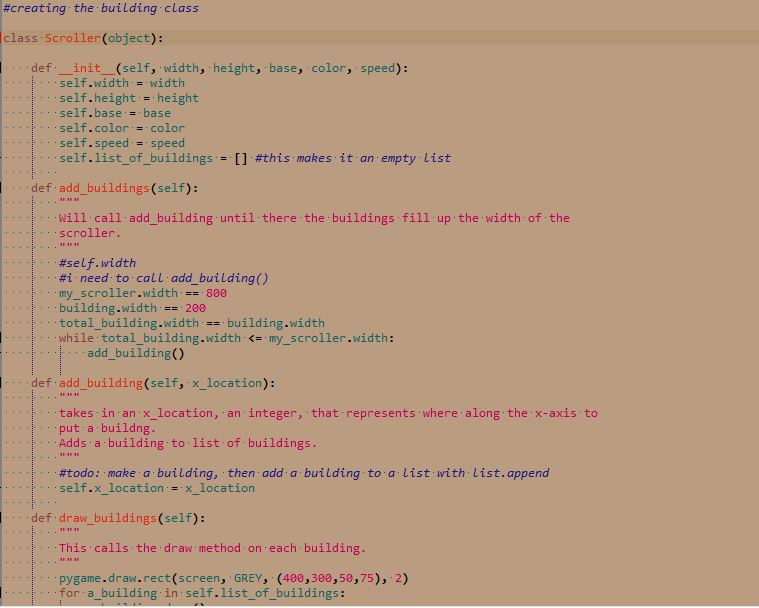 #creating the building class
class Scroller(object):
def __init__(self, width, height, base, color, speed):
self.width = width
self.height = height
self.base = base
self.color = color
self.speed = speed
self.list_of_buildings = [] #this makes it an empty list
def add_buildings(self):
"""
Will call add_building until there the buildings fill up the width of the
scroller.
"""
#self.width
#i need to call add_building()
my_scroller.width == 800
building.width == 200
total_building.width == building.width
while total_building.width <= my_scroller.width:
add_building()
def add_building(self, x_location):
"""
takes in an x_location, an integer, that represents where along the x-axis to
put a buildng.
Adds a building to list of buildings.
"""
#todo: make a building, then add a building to a list with list.append
self.x_location = x_location
def draw_buildings(self):
"""
This calls the draw method on each building.
"""
pygame.draw.rect(screen, GREY, (400,300,50,75), 2)
for a_building in self.list_of_buildings: